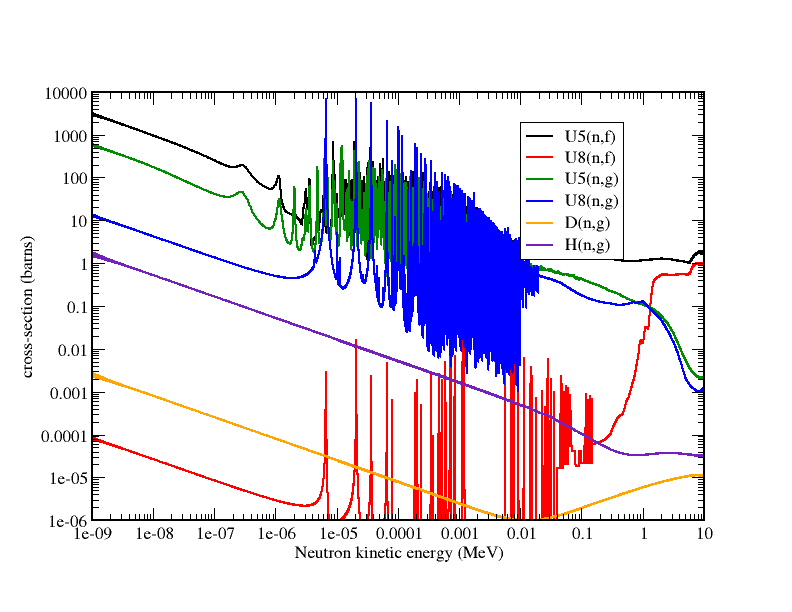 10000
1000
100
10
1
0.1
0.01
0.001
0.0001
1e-05
1e-06
cross-section (barns)
U5(n,f)
U8(n,f)
U5(n,g)
U8(n,g)
D(n,g)
H(n,g)
1e-09 1e-08 1e-07 1e-06 1e-05 0.0001 0.001 0.01 0.1 1 10
Neutron kinetic energy (MeV)